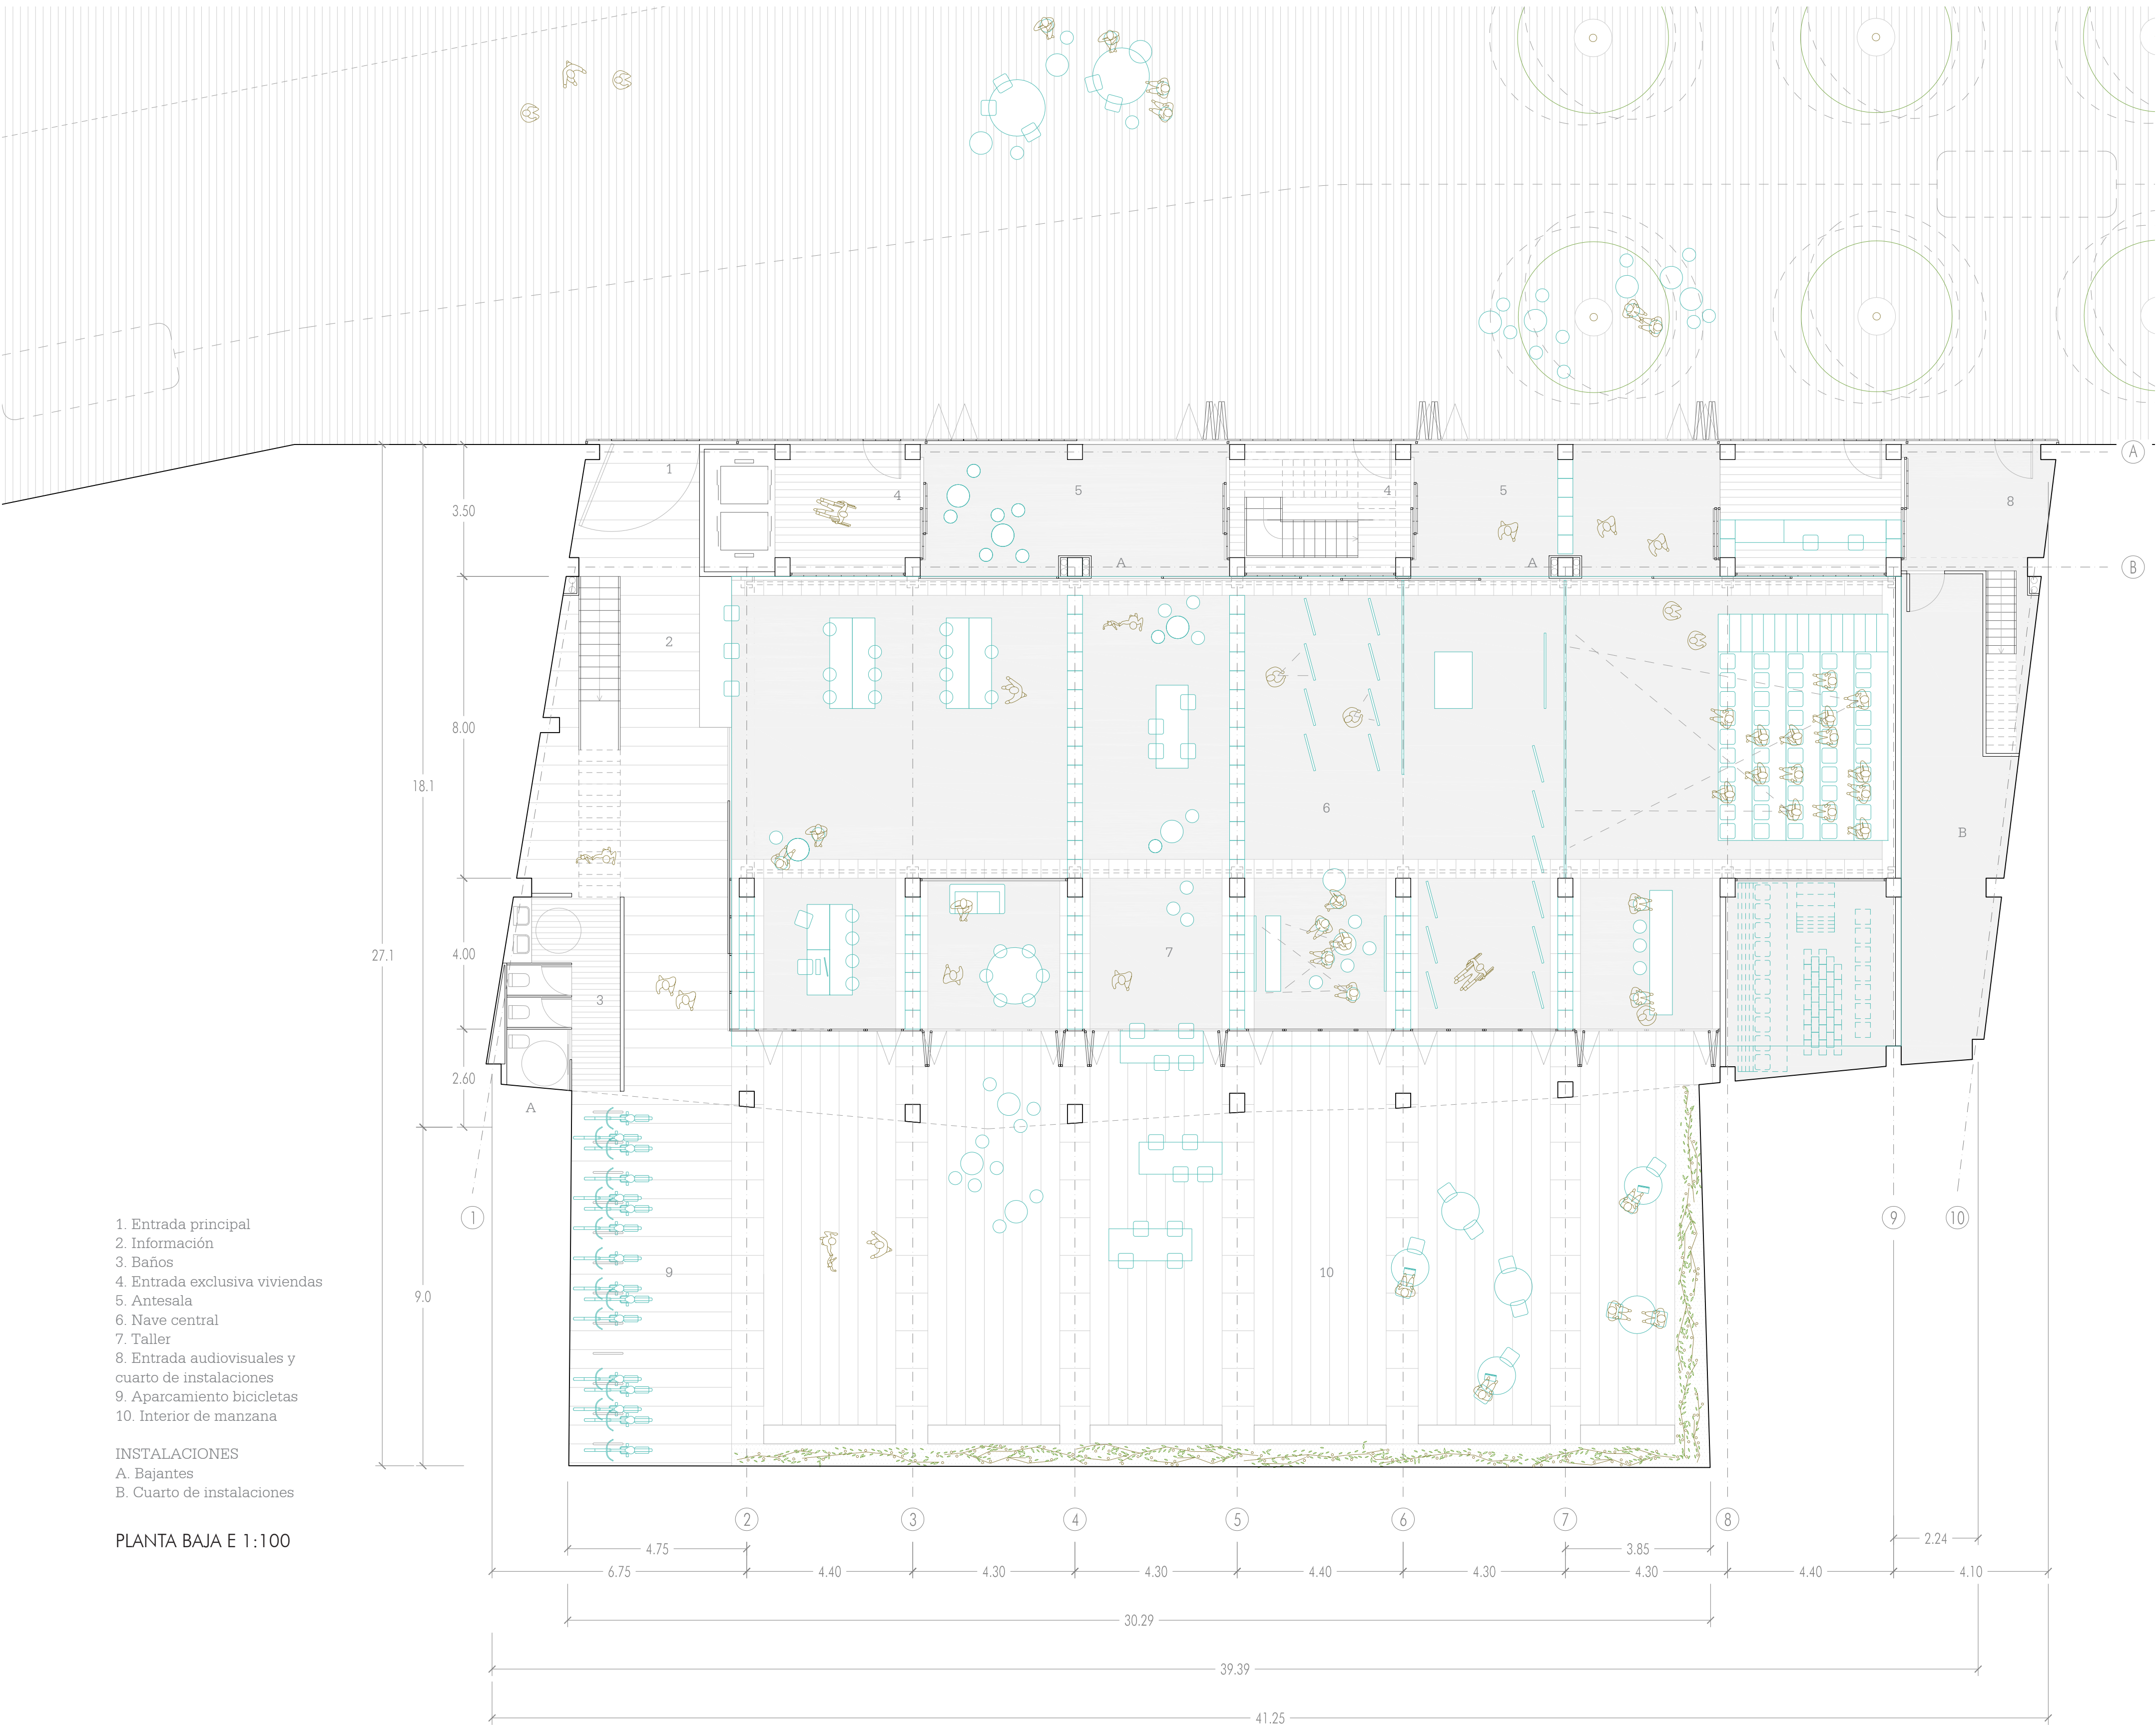 A
1
4
5
4
5
8
3.50
A
A
B
2
8.00
18.1
6
B
27.1
4.00
7
3
2.60
A
1
9
10
9
10
9.0
1. Entrada principal
2. Información
3. Baños
4. Entrada exclusiva viviendas
5. Antesala
6. Nave central
7. Taller
8. Entrada audiovisuales y
cuarto de instalaciones
9. Aparcamiento bicicletas
10. Interior de manzana
INSTALACIONES
A. Bajantes
B. Cuarto de instalaciones
PLANTA BAJA E 1:100
2 3 4 5 6 7 8
2.24
4.75 3.85
6.75 4.40 4.30 4.30 4.40 4.30 4.30 4.40 4.10
30.29
39.39
41.25